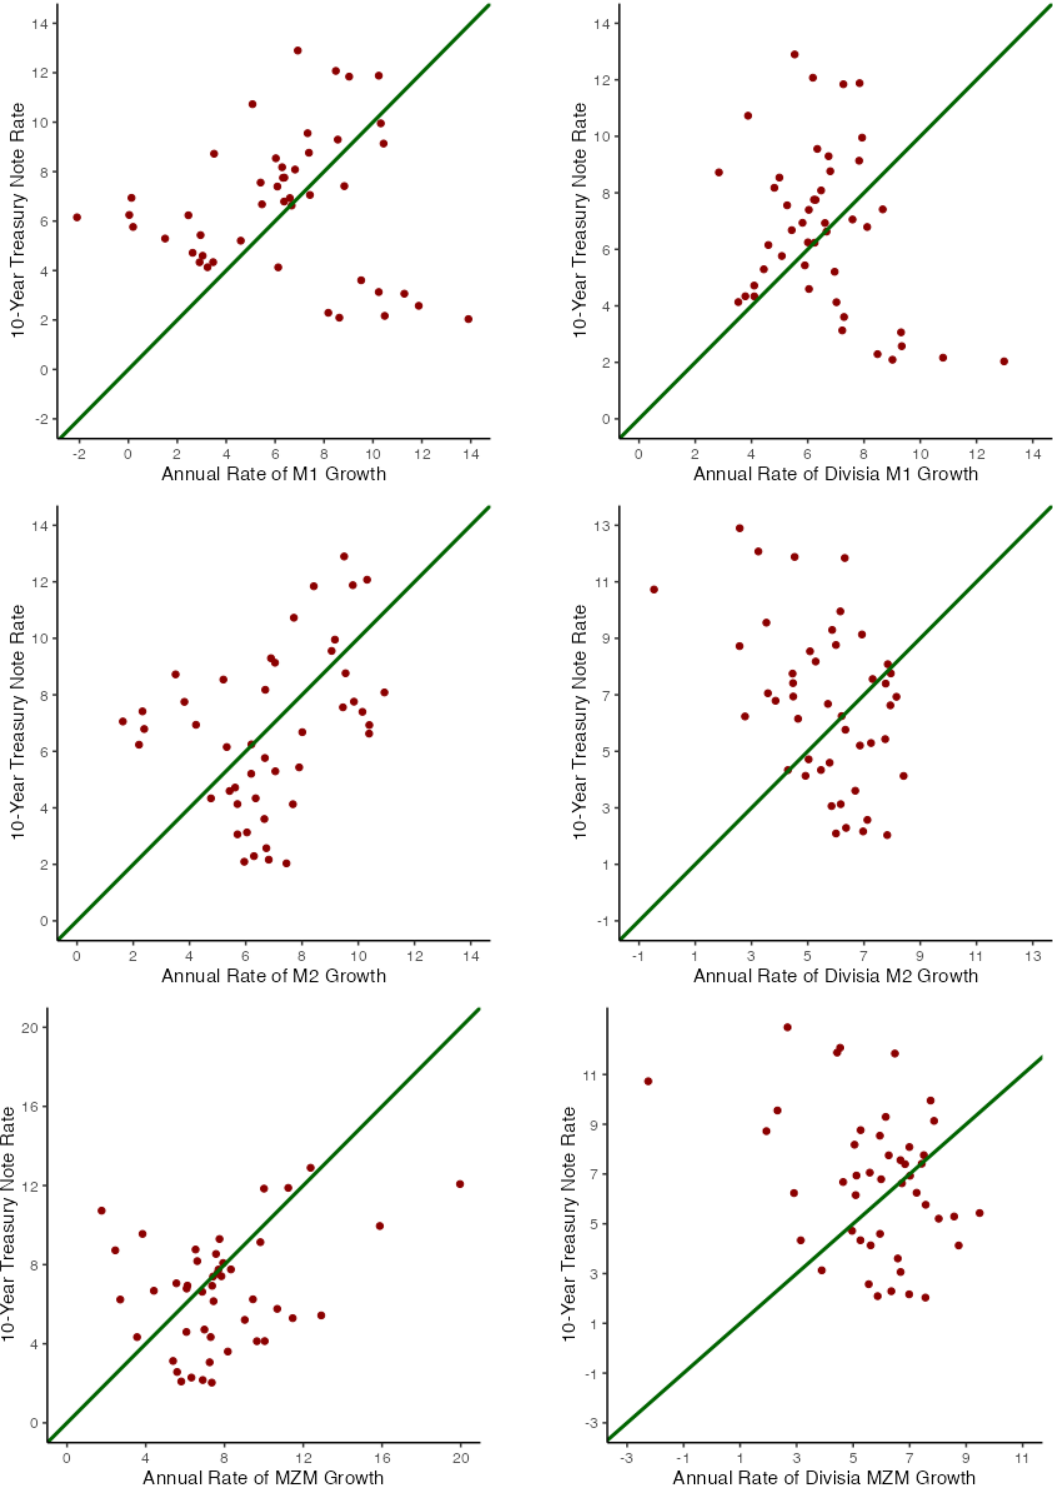 14
12
10
8
6
4
2
0
-2
10-Year Treasury Note Rate
-2 0 2 4 6 8 10 12 14
Annual Rate of M1 Growth
14
12
10
8
6
4
2
0
10-Year Treasury Note Rate
0 2 4 6 8 10 12 14
Annual Rate of Divisia M1 Growth
14
12
10
8
6
4
2
0
10-Year Treasury Note Rate
0 2 4 6 8 10 12 14
Annual Rate of M2 Growth
13
11
9
7
5
3
1
-1
10-Year Treasury Note Rate
-1 1 3 5 7 9 11 13
Annual Rate of Divisia M2 Growth
20
16
12
8
4
0
10-Year Treasury Note Rate
0 4 8 12 16 20
Annual Rate of MZM Growth
11
9
7
5
3
1
-1
-3
10-Year Treasury Note Rate
-3 -1 1 3 5 7 9 11
Annual Rate of Divisia MZM Growth